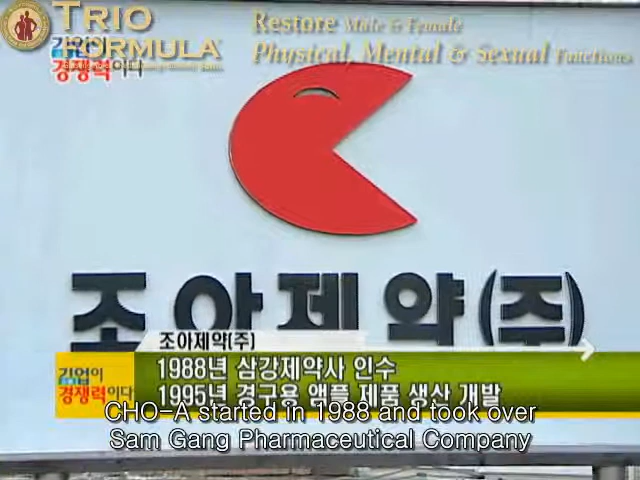 TRIO
FORMULA
Restore Male & Female
Physical, Mental & Sexual Functions
기업이
경쟁력이다
조아제약(주)
조아제약(주)
1988년 삼강제약사 인수
1995년 경구용 앰플 제품 생산 개발
기업이
경쟁력이다
CHO-A started in 1988 and took over
Sam Gang Pharmaceutical Company